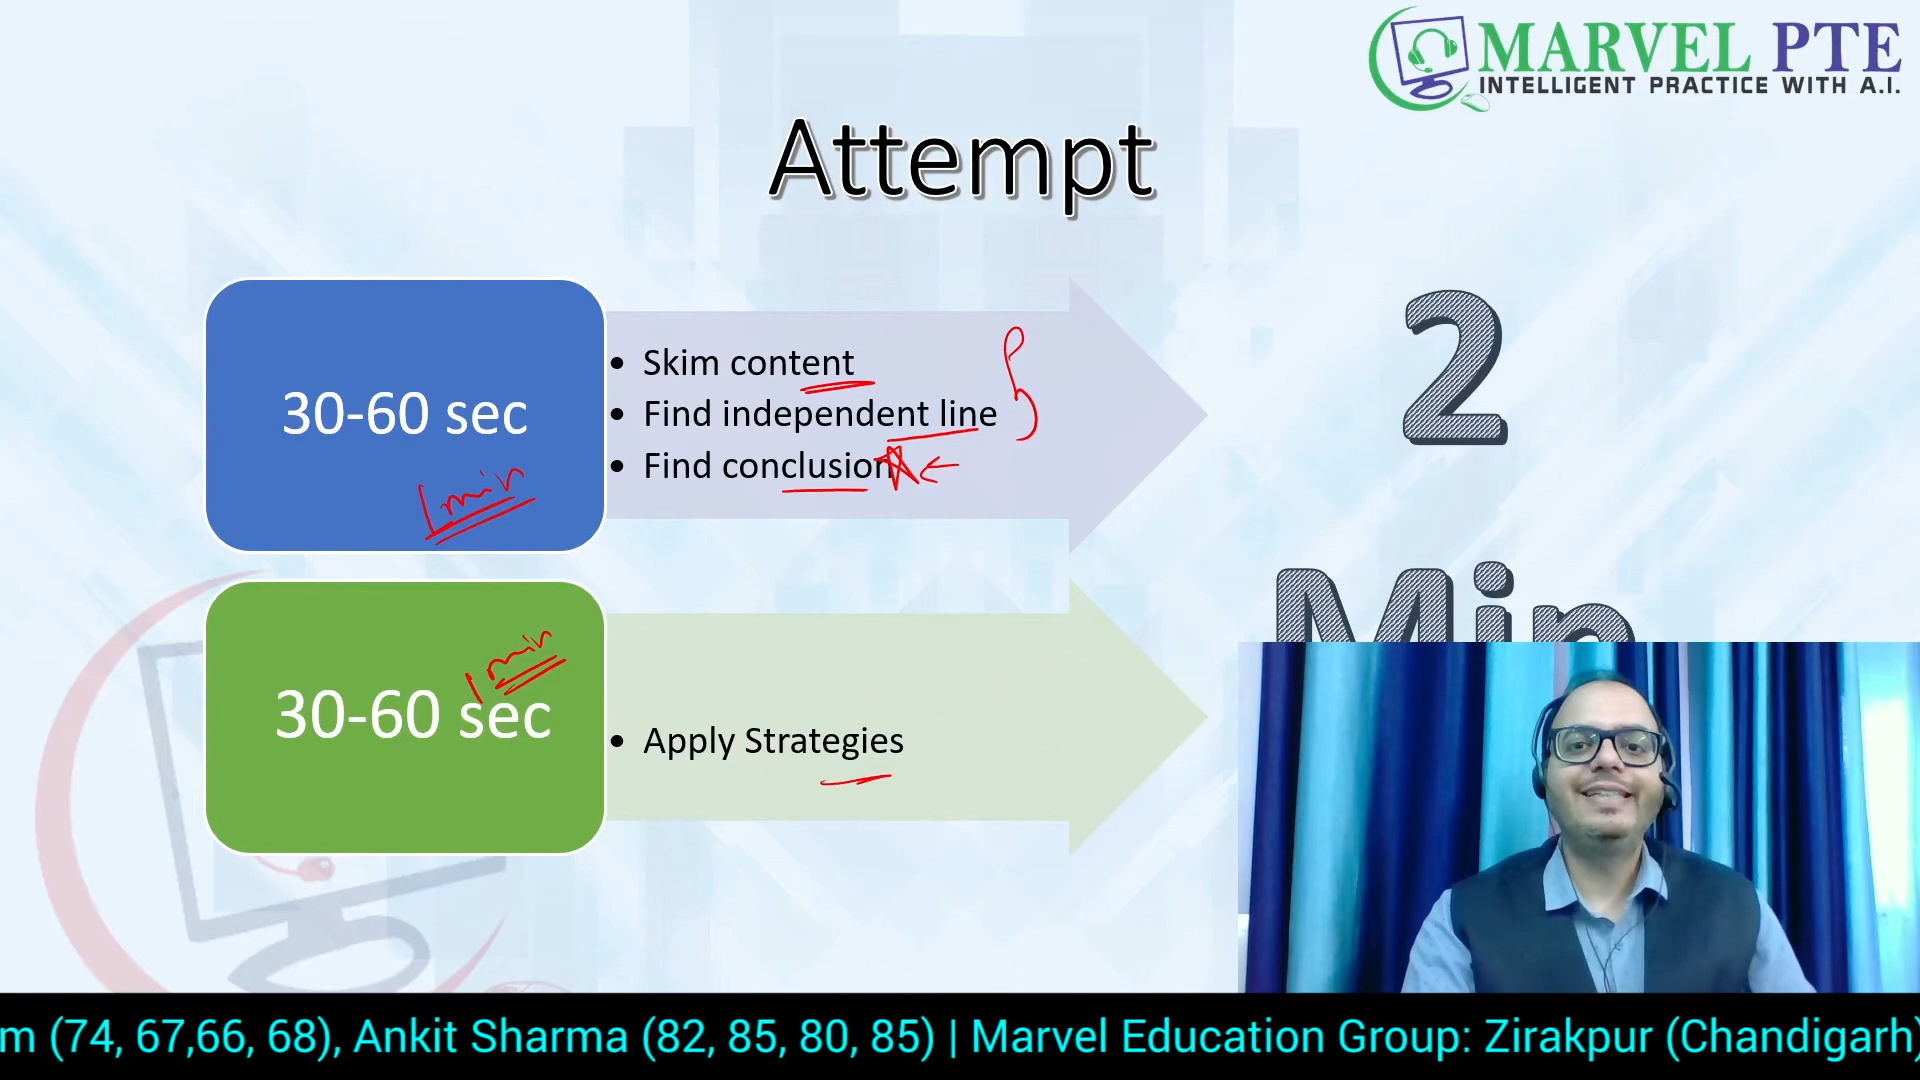 MARVEL PTE
INTELLIGENT PRACTICE WITH A.I.
Attempt
30-60 sec
1min
• Skim content
• Find independent line
• Find conclusion
2
Min
30-60 sec
1 min
• Apply Strategies
m (74, 67,66, 68), Ankit Sharma (82, 85, 80, 85) | Marvel Education Group: Zirakpur (Chandigarh)